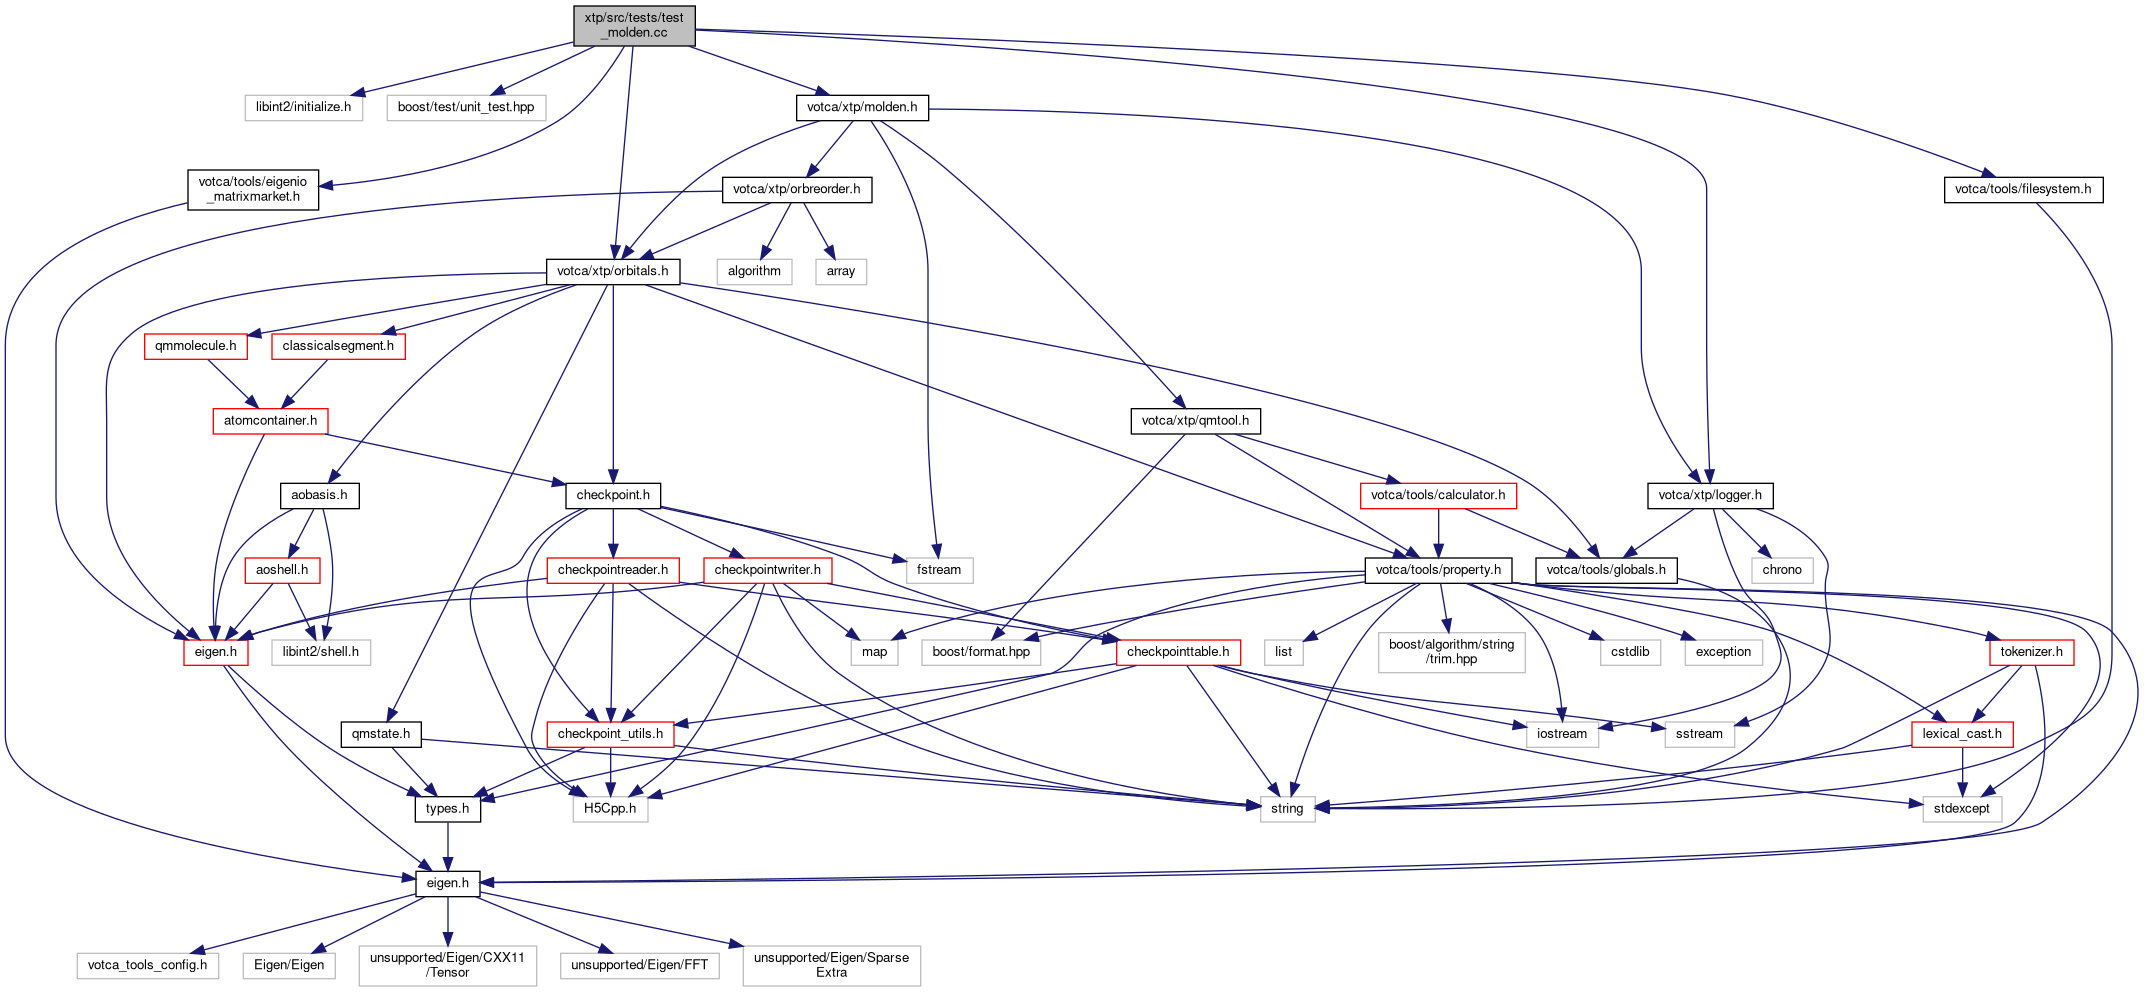 xtp/src/tests/test
_molden.cc
libint2/initialize.h
boost/test/unit_test.hpp
votca/xtp/molden.h
votca/tools/eigenio
_matrixmarket.h
votca/xtp/orbreorder.h
votca/tools/filesystem.h
votca/xtp/orbitals.h
algorithm
array
qmmolecule.h
classicalsegment.h
atomcontainer.h
votca/xtp/qmtool.h
aobasis.h
checkpoint.h
votca/tools/calculator.h
votca/xtp/logger.h
aoshell.h
checkpointreader.h
checkpointwriter.h
fstream
votca/tools/property.h
votca/tools/globals.h
chrono
eigen.h
libint2/shell.h
map
boost/format.hpp
checkpointtable.h
list
boost/algorithm/string
/trim.hpp
cstdlib
exception
tokenizer.h
qmstate.h
checkpoint_utils.h
iostream
sstream
lexical_cast.h
types.h
H5Cpp.h
string
stdexcept
eigen.h
votca_tools_config.h
Eigen/Eigen
unsupported/Eigen/CXX11
/Tensor
unsupported/Eigen/FFT
unsupported/Eigen/Sparse
Extra